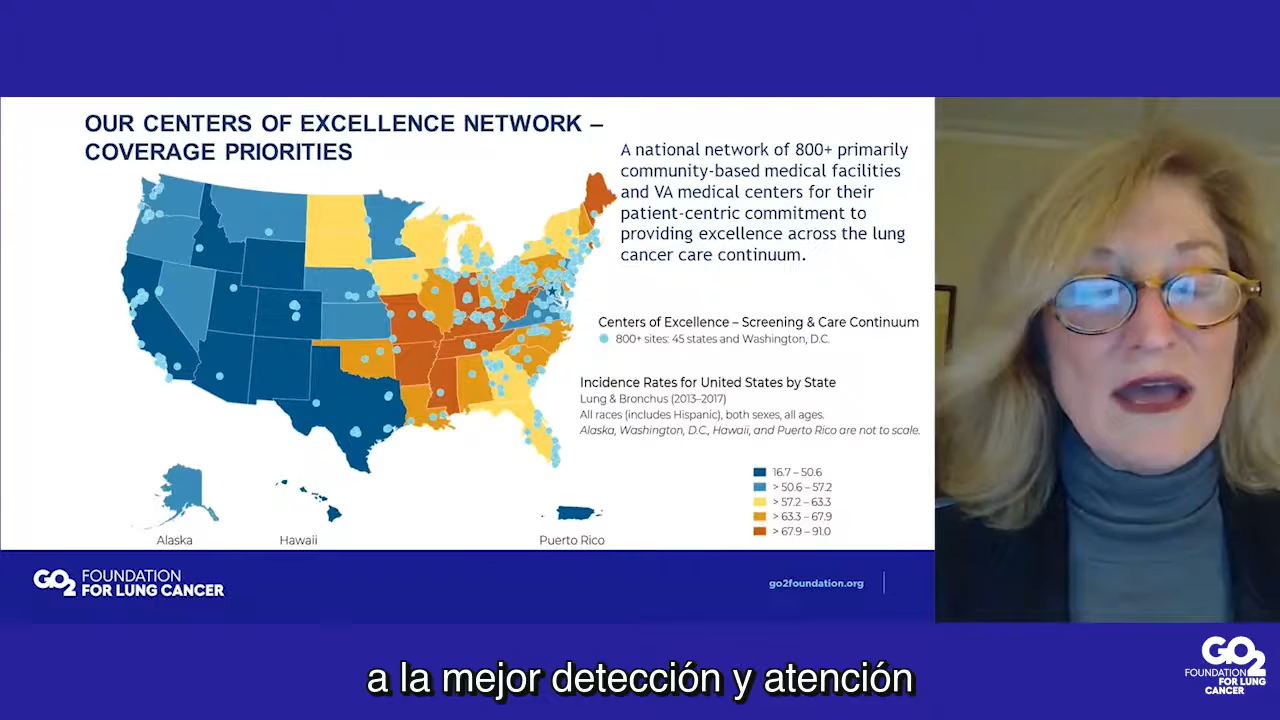 OUR CENTERS OF EXCELLENCE NETWORK –
COVERAGE PRIORITIES
A national network of 800+ primarily
community-based medical facilities
and VA medical centers for their
patient-centric commitment to
providing excellence across the lung
cancer care continuum.
Centers of Excellence – Screening & Care Continuum
800+ sites: 45 states and Washington, D.C.
Incidence Rates for United States by State
Lung & Bronchus (2013–2017)
All races (includes Hispanic), both sexes, all ages.
Alaska, Washington, D.C., Hawaii, and Puerto Rico are not to scale.
16.7 – 50.6
> 50.6 – 57.2
> 57.2 – 63.3
> 63.3 – 67.9
> 67.9 – 91.0
Alaska
Hawaii
Puerto Rico
GO2 FOUNDATION
FOR LUNG CANCER
go2foundation.org
a la mejor detección y atención
GO2
FOUNDATION
FOR LUNG
CANCER